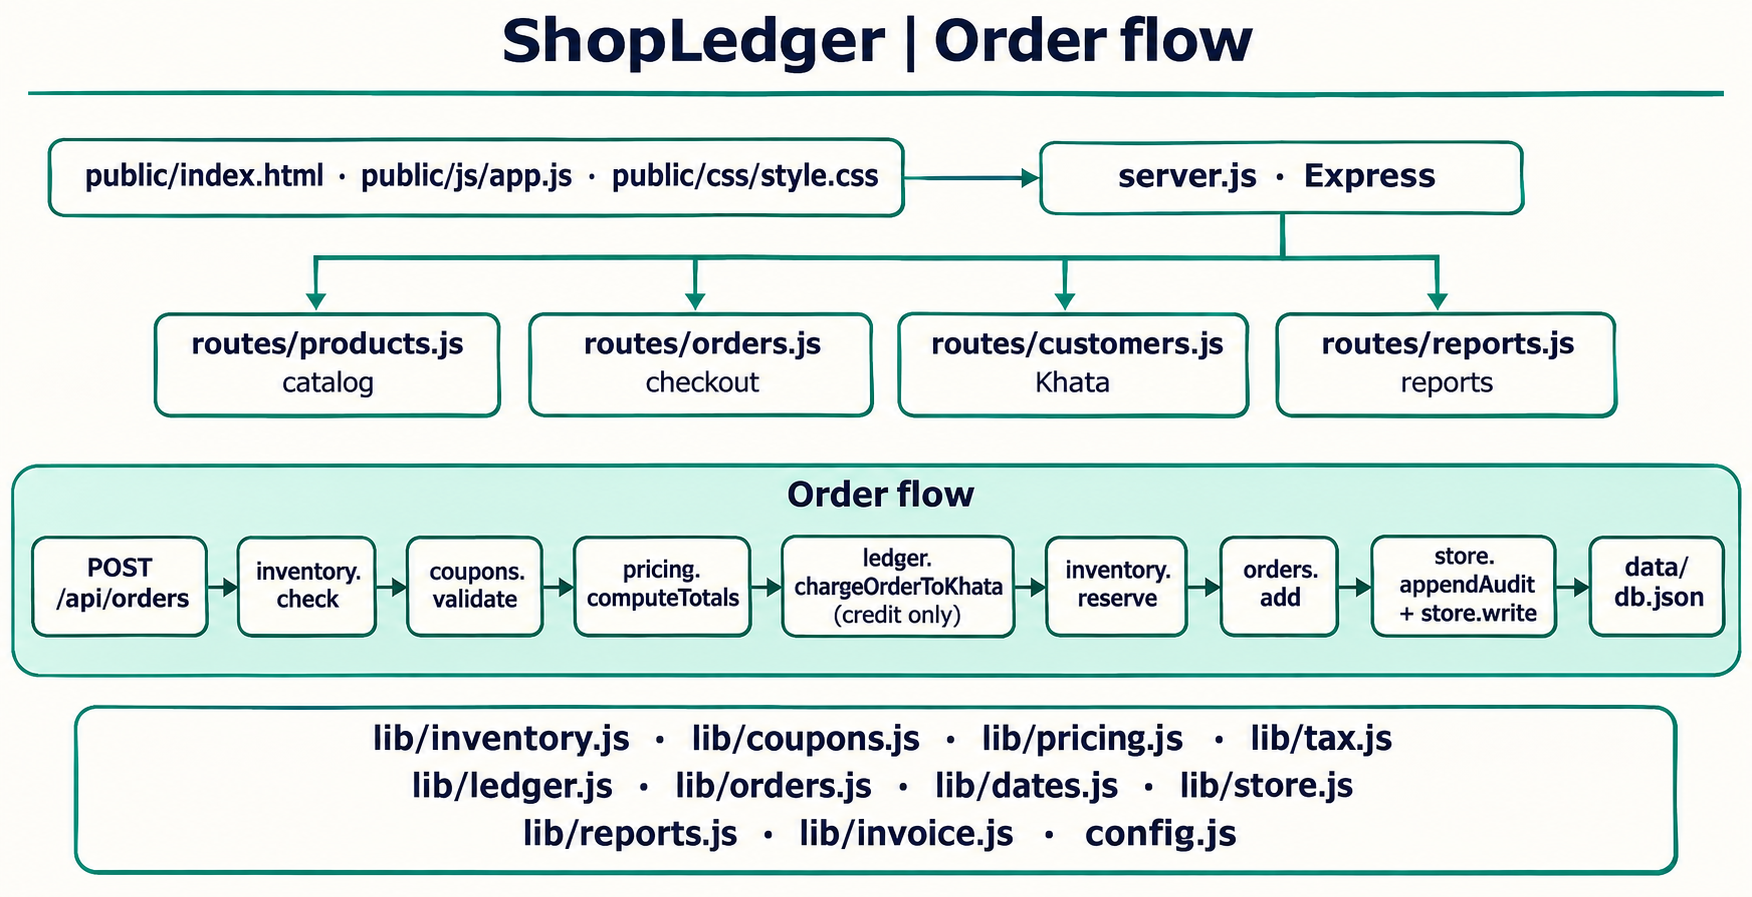 ShopLedger | Order flow
public/index.html · public/js/app.js · public/css/style.css
server.js · Express
routes/products.js
catalog
routes/orders.js
checkout
routes/customers.js
Khata
routes/reports.js
reports
Order flow
POST
/api/orders
inventory.
check
coupons.
validate
pricing.
computeTotals
ledger.
chargeOrderToKhata
(credit only)
inventory.
reserve
orders.
add
store.
appendAudit
+ store.write
data/
db.json
lib/inventory.js · lib/coupons.js · lib/pricing.js · lib/tax.js
lib/ledger.js · lib/orders.js · lib/dates.js · lib/store.js
lib/reports.js · lib/invoice.js · config.js